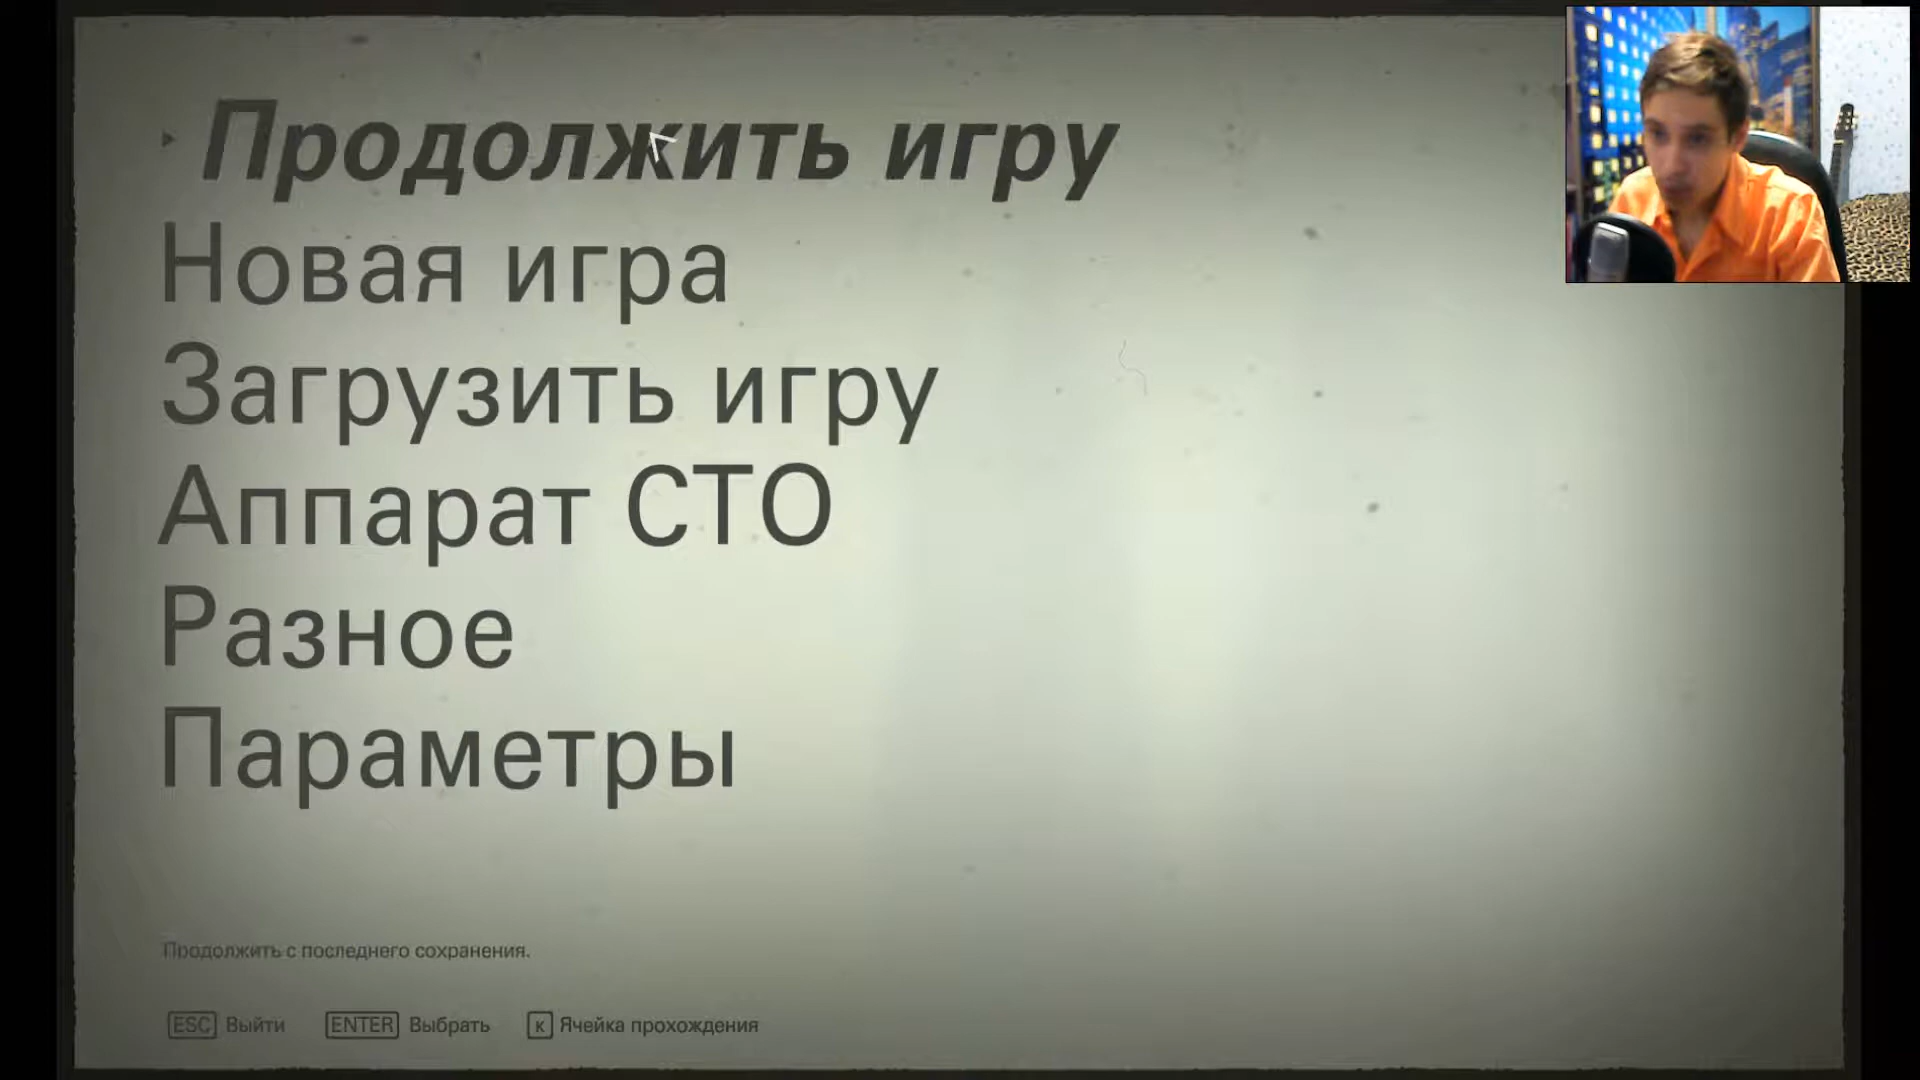 Продолжить игру
Новая игра
Загрузить игру
Аппарат СТО
Разное
Параметры
Продолжить с последнего сохранения.
ESC Выйти ENTER Выбрать К Ячейка прохождения